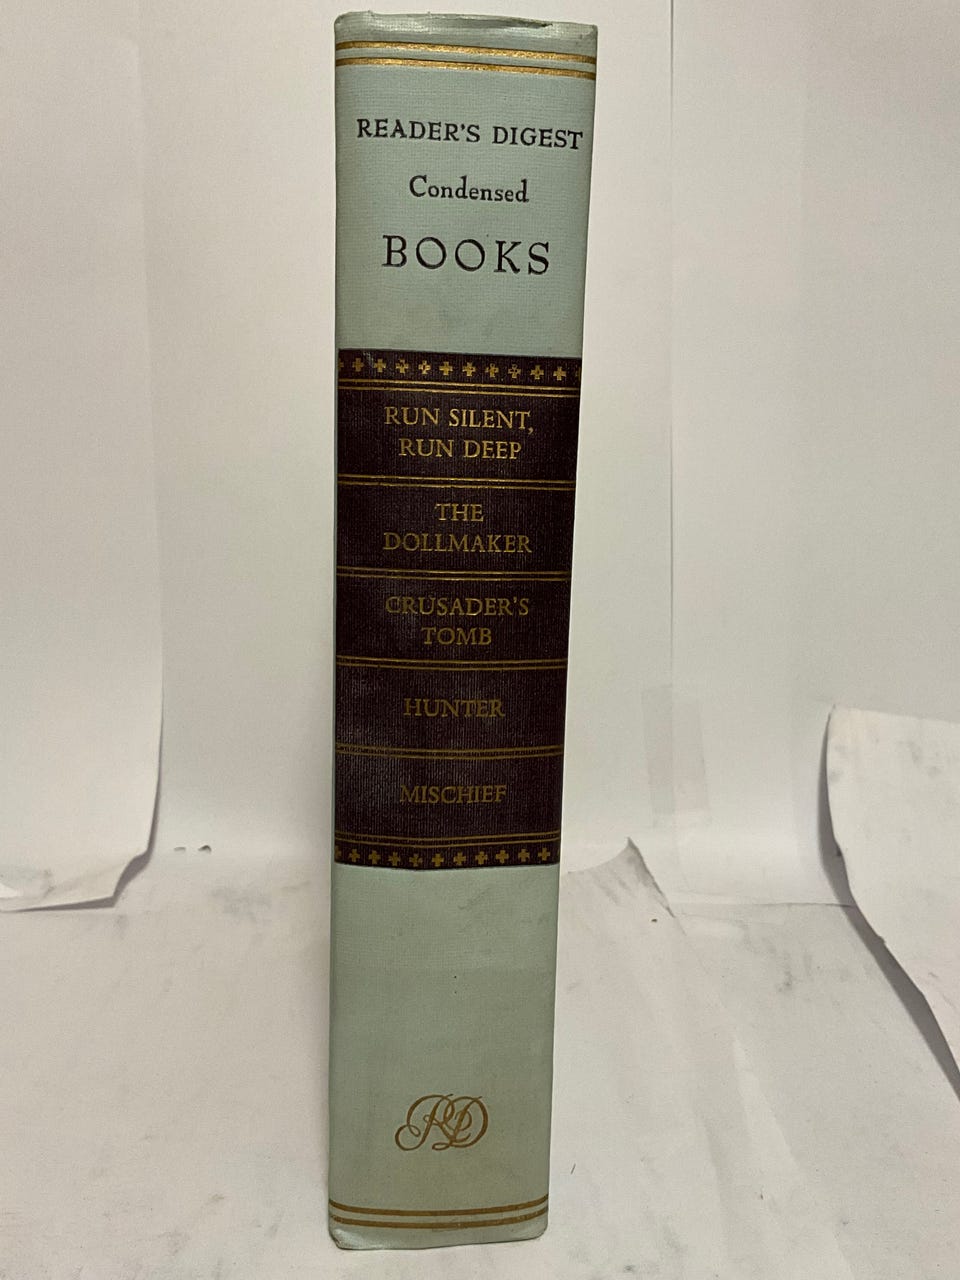 READER'S DIGEST
Condensed
BOOKS
RUN SILENT,
RUN DEEP
THE
DOLLMAKER
CRUSADER'S
TOMB
HUNTER
MISCHIEF
RD